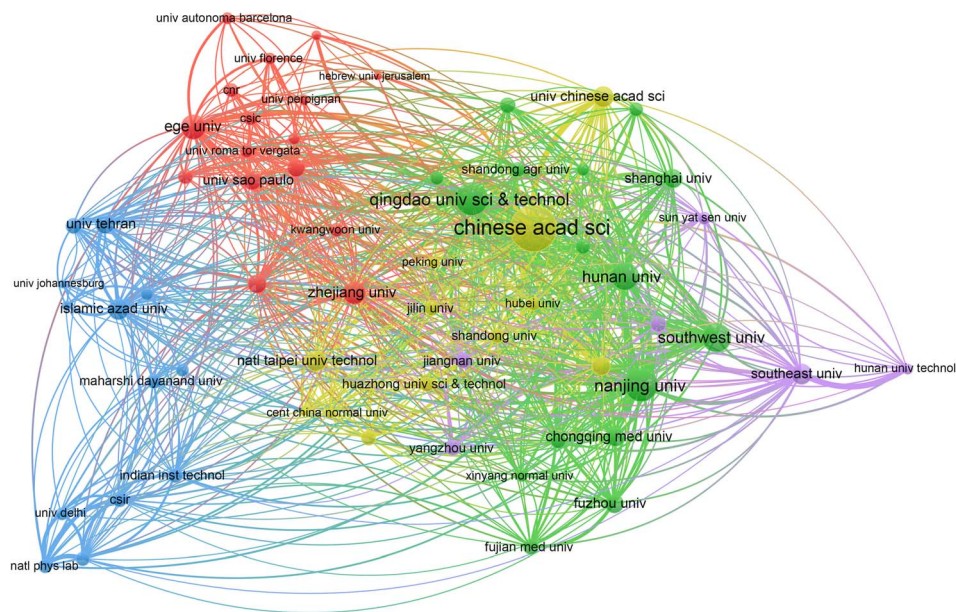 univ autonoma barcelona
univ florence
hebrew univ jerusalem
cnr
univ perpignan
univ chinese acad sci
csic
ege univ
univ roma tor vergata
shandong agr univ
univ sao paulo
shanghai univ
qingdao univ sci & technol
sun yat sen univ
univ tehran
chinese acad sci
kwangwoon univ
peking univ
univ johannesburg
hunan univ
zhejiang univ
islamic azad univ
jilin univ
hubei univ
shandong univ
southwest univ
natl taipei univ technol
jiangnan univ
hunan univ technol
southeast univ
maharshi dayanand univ
huazhong univ sci & technol
nanjing univ
cent china normal univ
chongqing med univ
yangzhou univ
indian inst technol
xinyang normal univ
csir
fuzhou univ
univ delhi
fujian med univ
natl phys lab